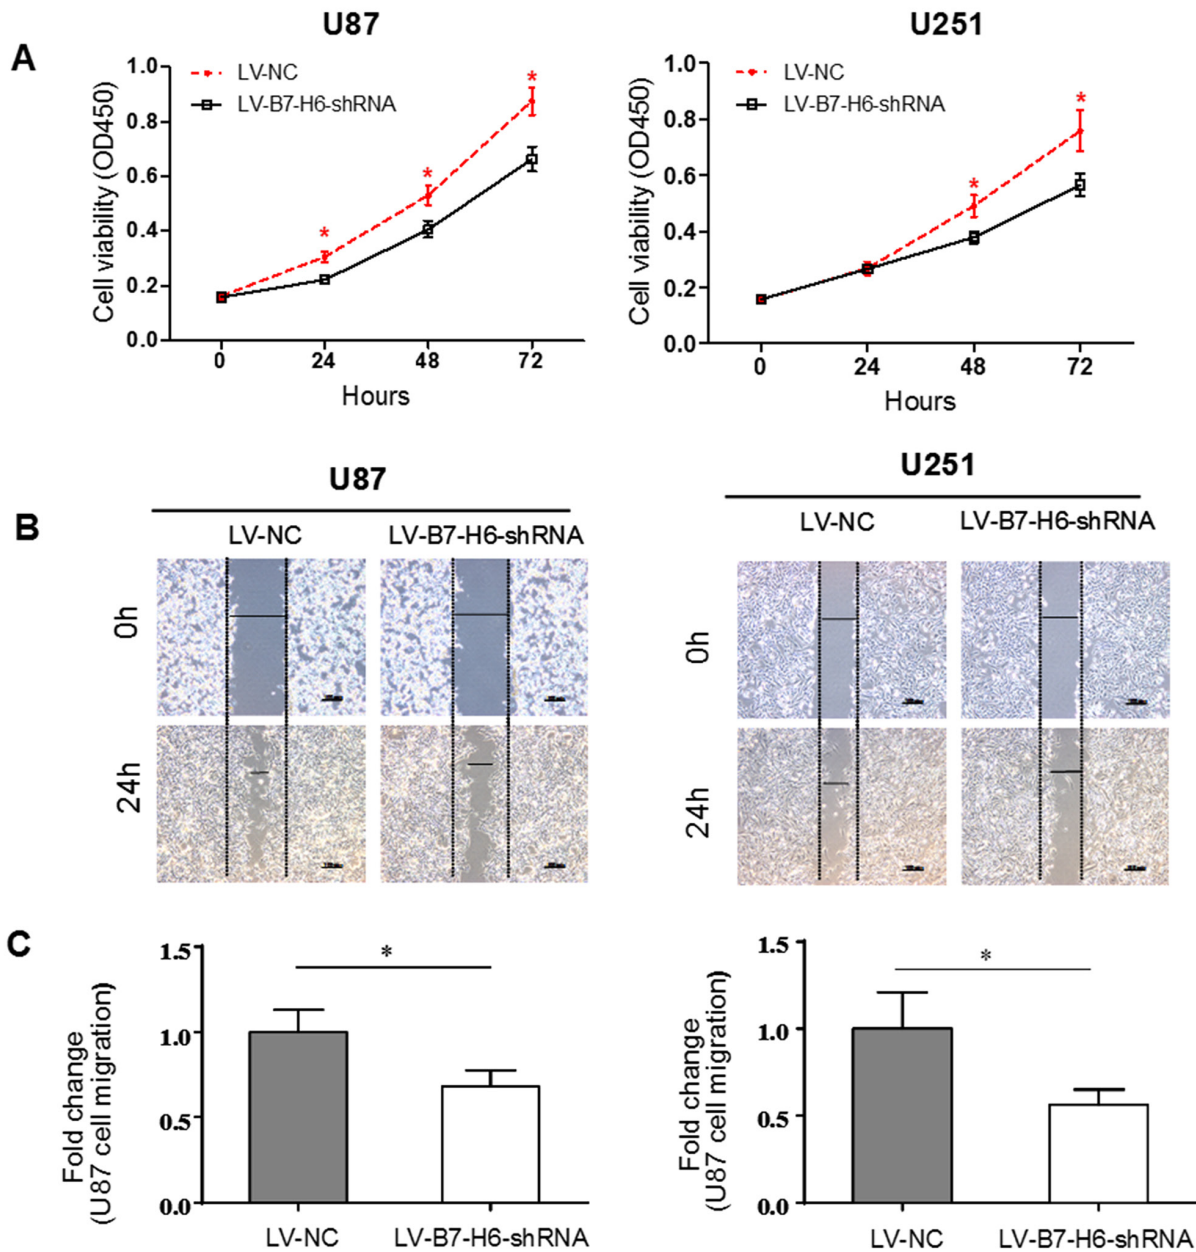 U87
U251
A
LV-NC
LV-B7-H6-shRNA
*
*
*
1.0
0.8
0.6
0.4
0.2
0.0
Cell viability (OD450)
0
24
48
72
Hours
LV-NC
LV-B7-H6-shRNA
*
*
1.0
0.8
0.6
0.4
0.2
0.0
Cell viability (OD450)
0
24
48
72
Hours
U87
U251
B
LV-NC
LV-B7-H6-shRNA
LV-NC
LV-B7-H6-shRNA
0h
24h
0h
24h
C
*
1.5
1.0
0.5
0.0
Fold change
(U87 cell migration)
LV-NC
LV-B7-H6-shRNA
*
1.5
1.0
0.5
0.0
Fold change
(U87 cell migration)
LV-NC
LV-B7-H6-shRNA